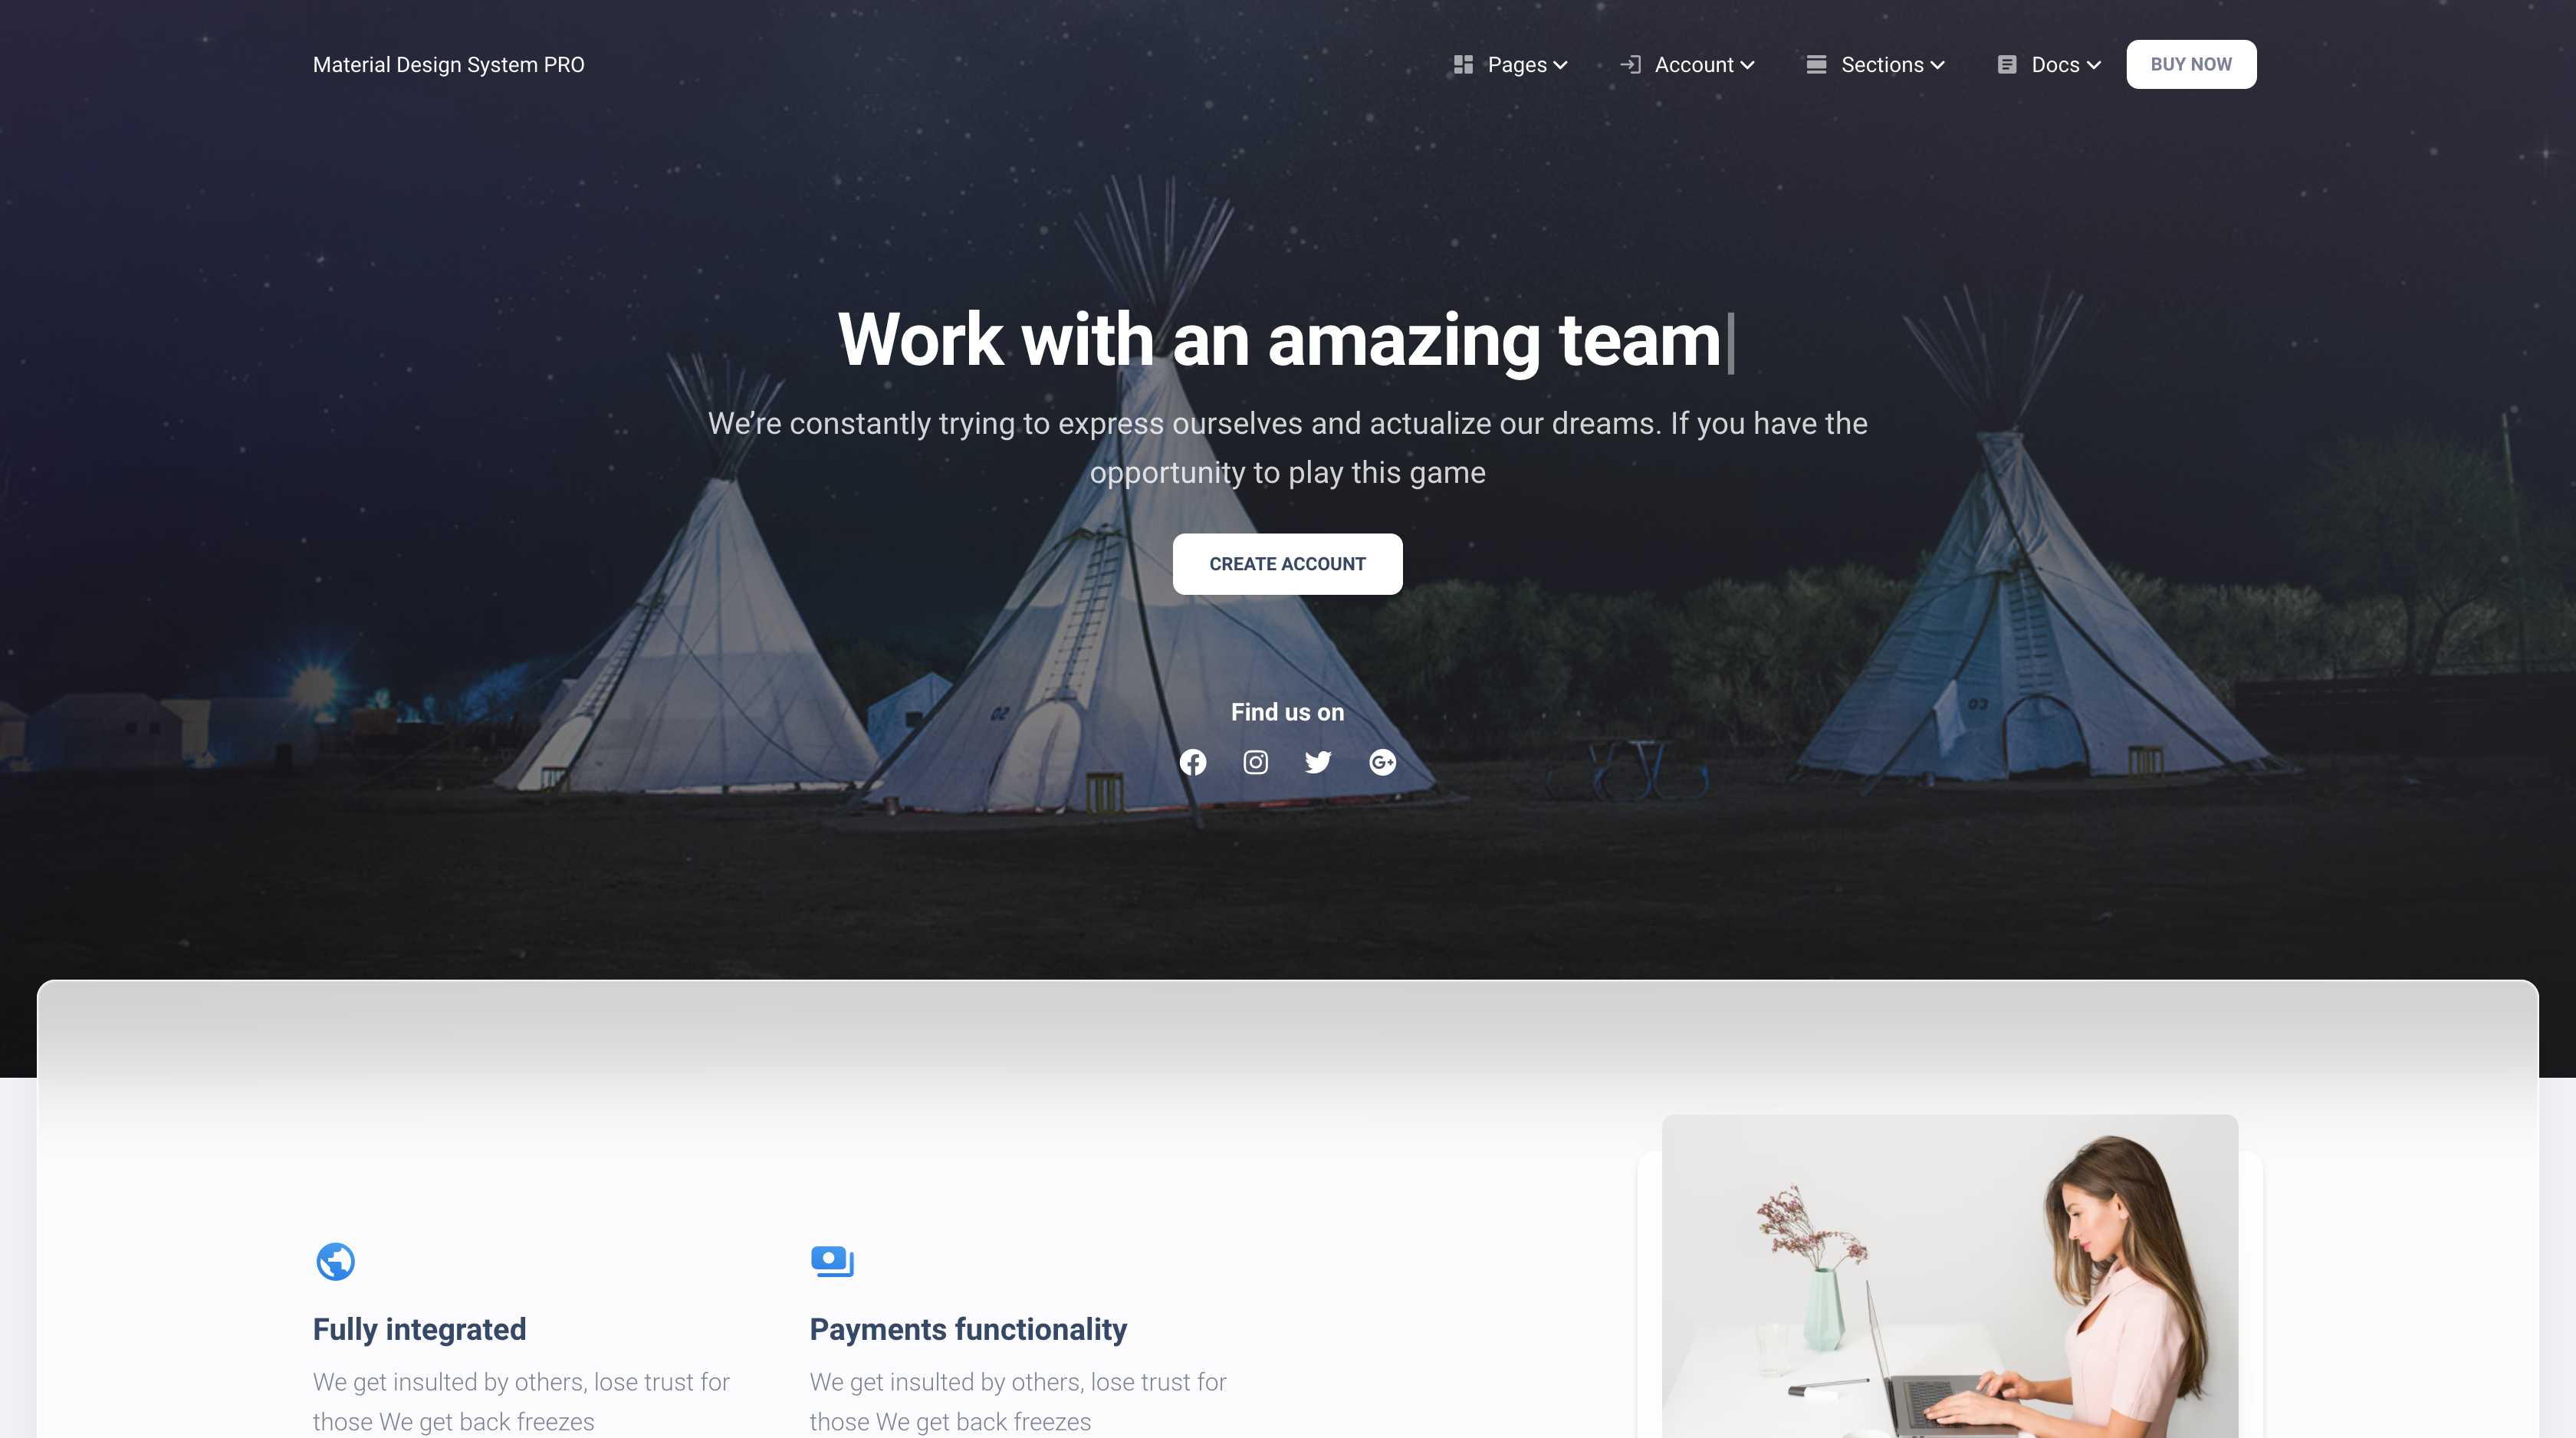 Material Design System PRO
Pages
Account
Sections
Docs
BUY NOW
Work with an amazing team
We’re constantly trying to express ourselves and actualize our dreams. If you have the
opportunity to play this game
CREATE ACCOUNT
02
03
Find us on
Fully integrated
We get insulted by others, lose trust for
those We get back freezes
Payments functionality
We get insulted by others, lose trust for
those We get back freezes